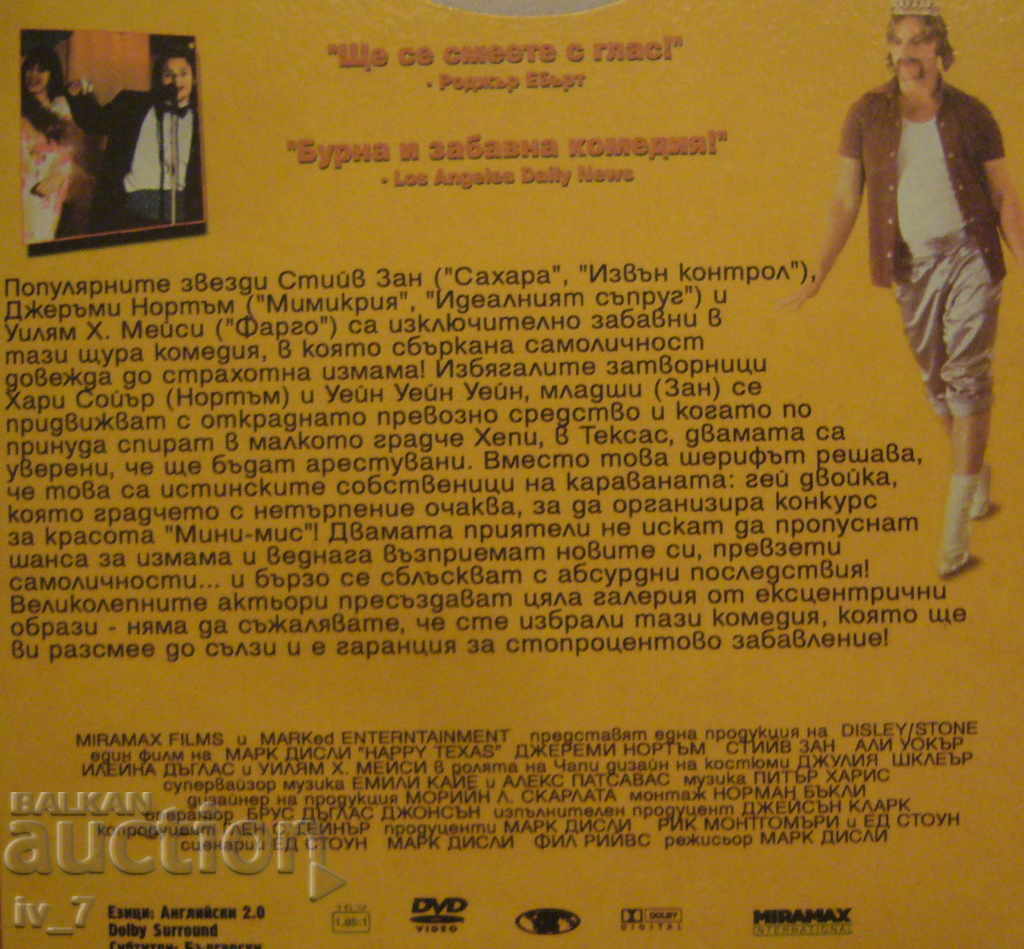 "Ще се смеете с глас!"
- Роджър Ебърт
"Бурна и забавна комедия!"
- Los Angeles Daily News
Популярните звезди Стийв Зан ("Сахара", "Извън контрол"),
Джеръми Нортъм ("Мимикрия", "Идеалният съпруг") и
Уилям Х. Мейси ("Фарго") са изключително забавни в
тази щура комедия, в която сбъркана самоличност
довежда до страхотна измама! Избягалите затворници
Хари Сойър (Нортъм) и Уейн Уейн Уейн, младши (Зан) се
придвижват с откраднато превозно средство и когато по
принуда спират в малкото градче Хепи, в Тексас, двамата са
уверени, че ще бъдат арестувани. Вместо това шерифът решава,
че това са истинските собственици на караваната: гей двойка,
която градчето с нетърпение очаква, за да организира конкурс
за красота "Мини-мис"! Двамата приятели не искат да пропуснат
шанса за измама и веднага възприемат новите си, превзети
самоличности... и бързо се сблъскват с абсурдни последствия!
Великолепните актьори пресъздават цяла галерия от ексцентрични
образи - няма да съжалявате, че сте избрали тази комедия, която ще
ви разсмее до сълзи и е гаранция за стопроцентово забавление!
MIRAMAX FILMS и MARKed ENTERNTAINMENT представят една продукция на DISLEY/STONE
един филм на МАРК ДИСЛИ "HAPPY TEXAS" ДЖЕРЕМИ НОРТЪМ СТИЙВ ЗАН АЛИ УОКЪР
ИЛЕЙНА ДЪГЛАС и УИЛЯМ Х. МЕЙСИ в ролята на Чапи дизайн на костюми ДЖУЛИЯ ШКЛЕЪР
супервайзор музика ЕМИЛИ КАЙЕ и АЛЕКС ПАТСАВАС музика ПИТЪР ХАРИС
дизайнер на продукция МОРИЙН Л. СКАРЛАТА монтаж НОРМАН БЪКЛИ
оператор БРУС ДЪГЛАС ДЖОНСЪН изпълнителен продуцент ДЖЕЙСЪН КЛАРК
копродуцент ГЛЕН С ГЕЙНЪР продуценти МАРК ДИСЛИ РИК МОНТГОМЪРИ и ЕД СТОУН
сценарий ЕД СТОУН МАРК ДИСЛИ ФИЛ РИЙВС режисьор МАРК ДИСЛИ
BALKAN
auction
iv_7
Езици: Английски 2.0
Dolby Surround
Субтитри: Български
1.85:1
DVD
VIDEO
DOLBY
DIGITAL
MIRAMAX
INTERNATIONAL